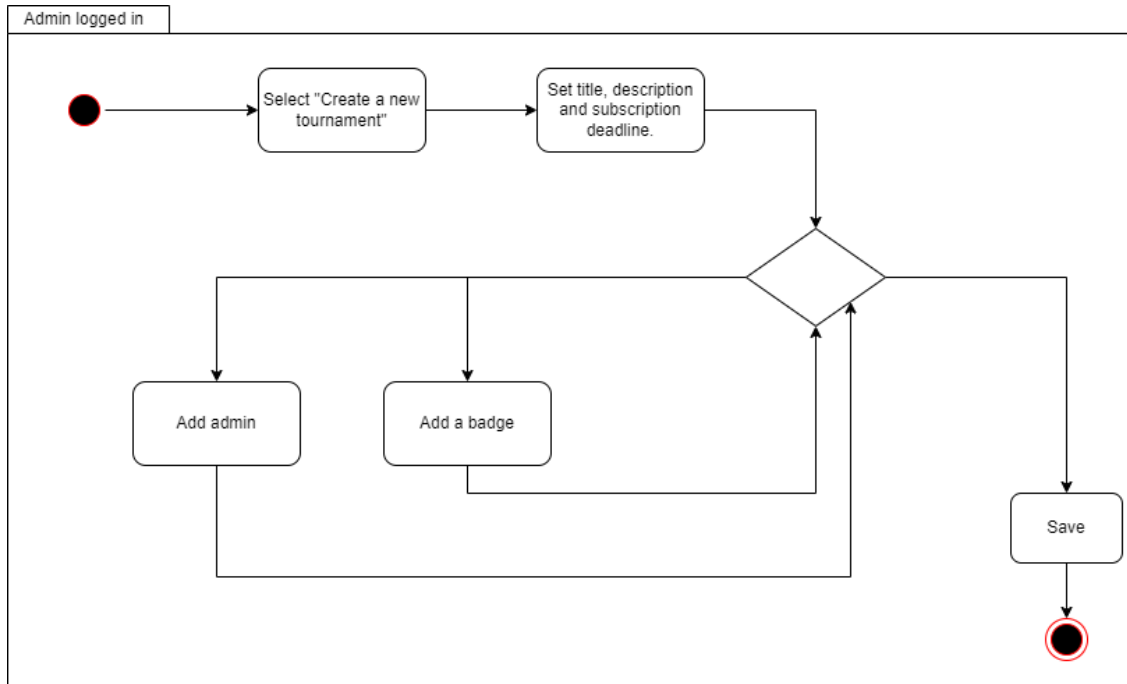 Admin logged in
Select "Create a new
tournament"
Set title, description
and subscription
deadline.
Add admin
Add a badge
Save